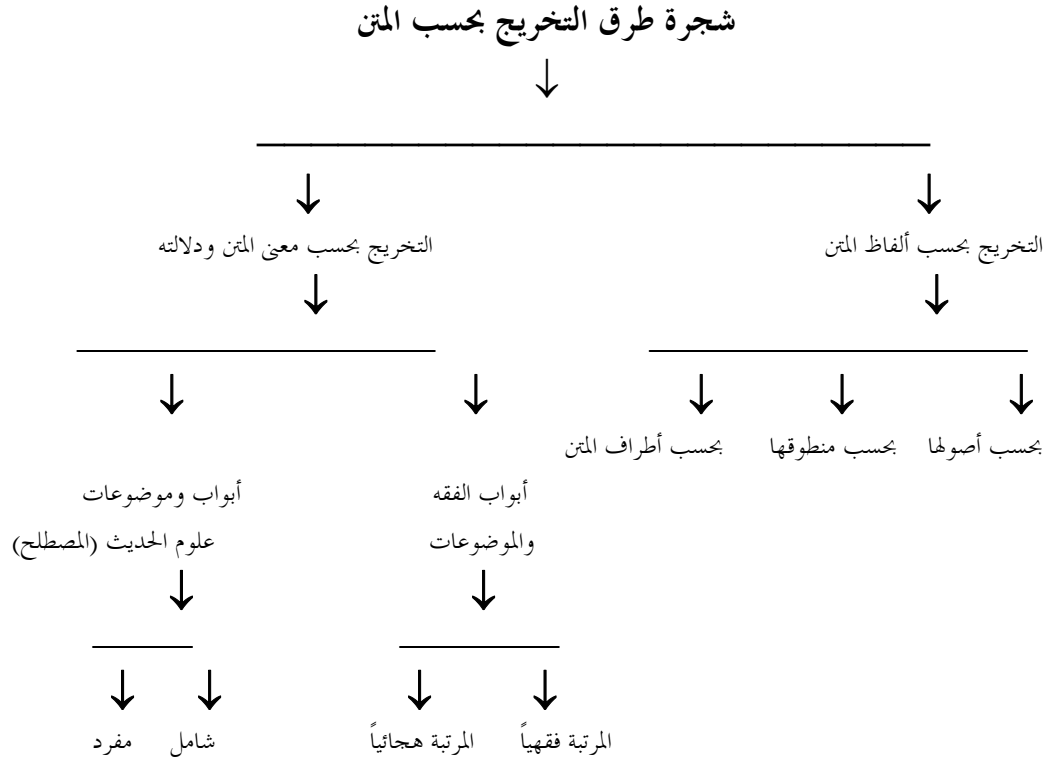 شجرة طرق التخريج بحسب المتن
التخريج بحسب ألفاظ المتن
التخريج بحسب معنى المتن ودلالته
بحسب أصولها
بحسب منطوقها
بحسب أطراف المتن
أبواب الفقه
والموضوعات
أبواب وموضوعات
علوم الحديث (المصطلح)
المرتبة فقهياً
المرتبة هجائياً
شامل
مفرد